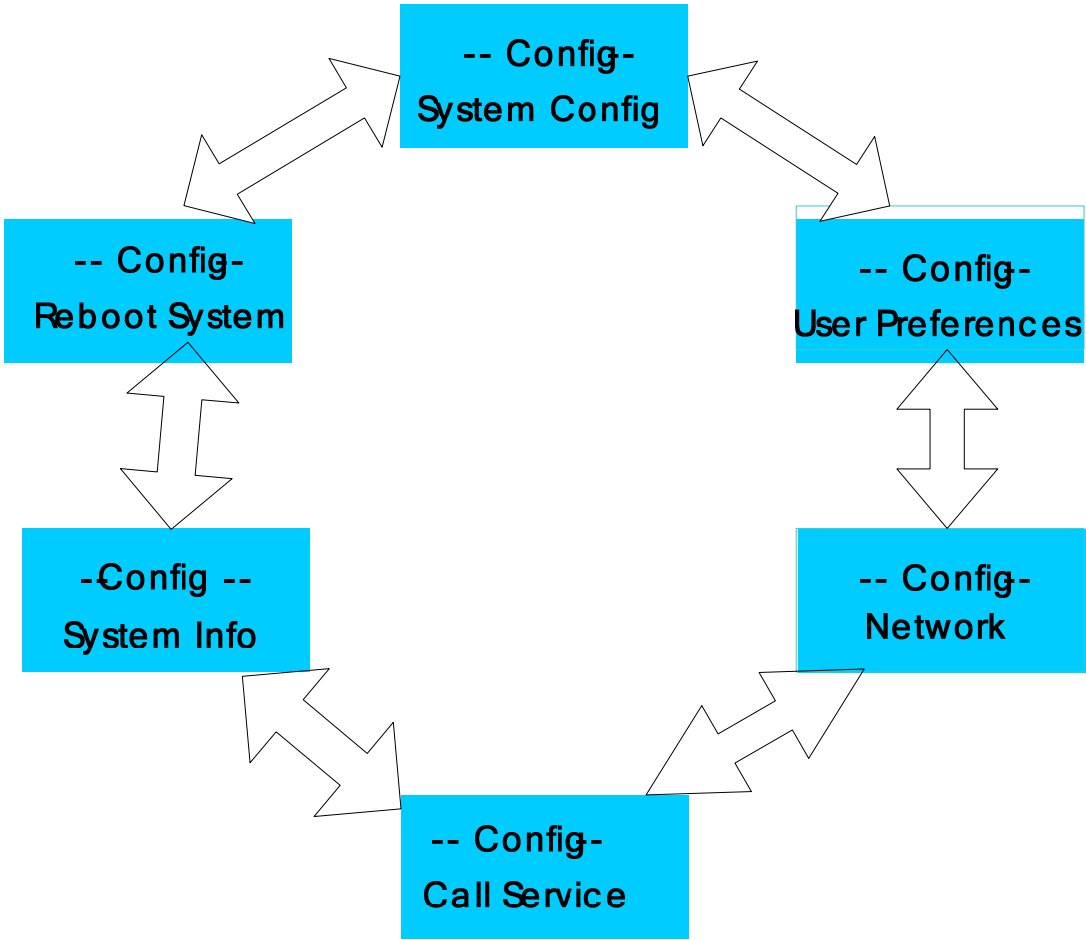 -- Config--
System Config
-- Config--
Reboot System
-- Config--
User Preferences
--Config --
System Info
-- Config--
Network
-- Config--
Call Service